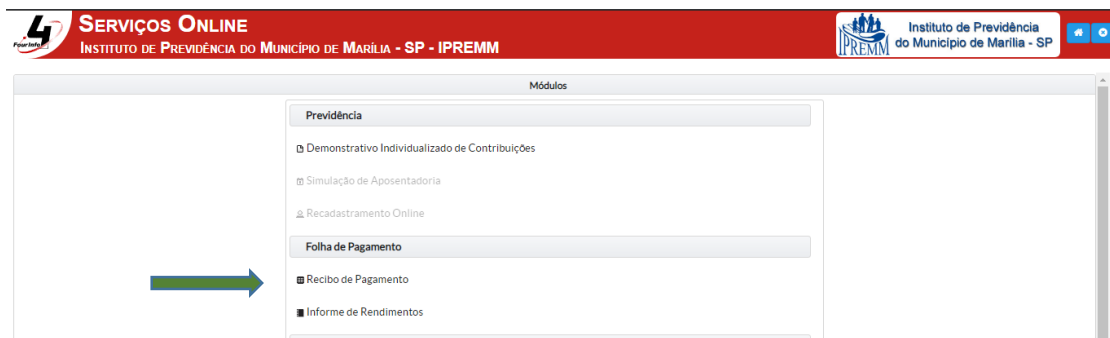 4
FourInfo
SERVIÇOS ONLINE
INSTITUTO DE PREVIDÊNCIA DO MUNICÍPIO DE MARÍLIA - SP - IPREMM
IPREMM
Instituto de Previdência
do Município de Marília - SP
Módulos
Previdência
Demonstrativo Individualizado de Contribuições
Simulação de Aposentadoria
Recadastramento Online
Folha de Pagamento
Recibo de Pagamento
Informe de Rendimentos